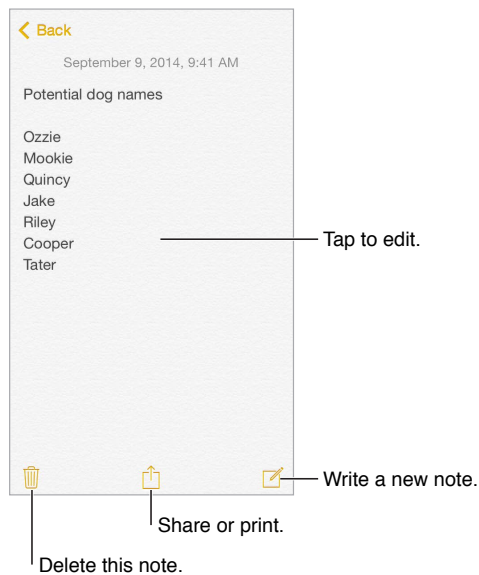 Back
September 9, 2014, 9:41 AM
Potential dog names
Ozzie
Mookie
Quincy
Jake
Riley
Cooper
Tater
Tap to edit.
Write a new note.
Share or print.
Delete this note.